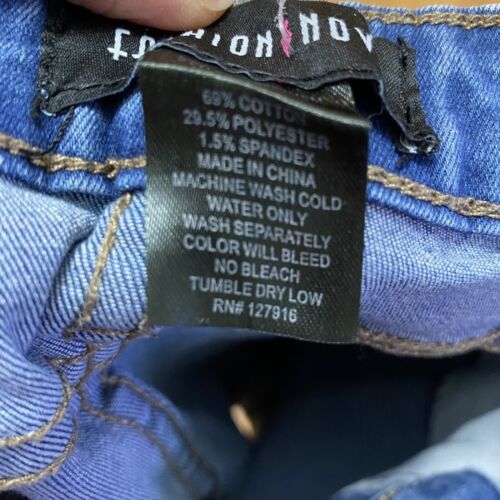 FASHION NOVA
69% COTTON
29.5% POLYESTER
1.5% SPANDEX
MADE IN CHINA
MACHINE WASH COLD
WATER ONLY
WASH SEPARATELY
COLOR WILL BLEED
NO BLEACH
TUMBLE DRY LOW
RN# 127916